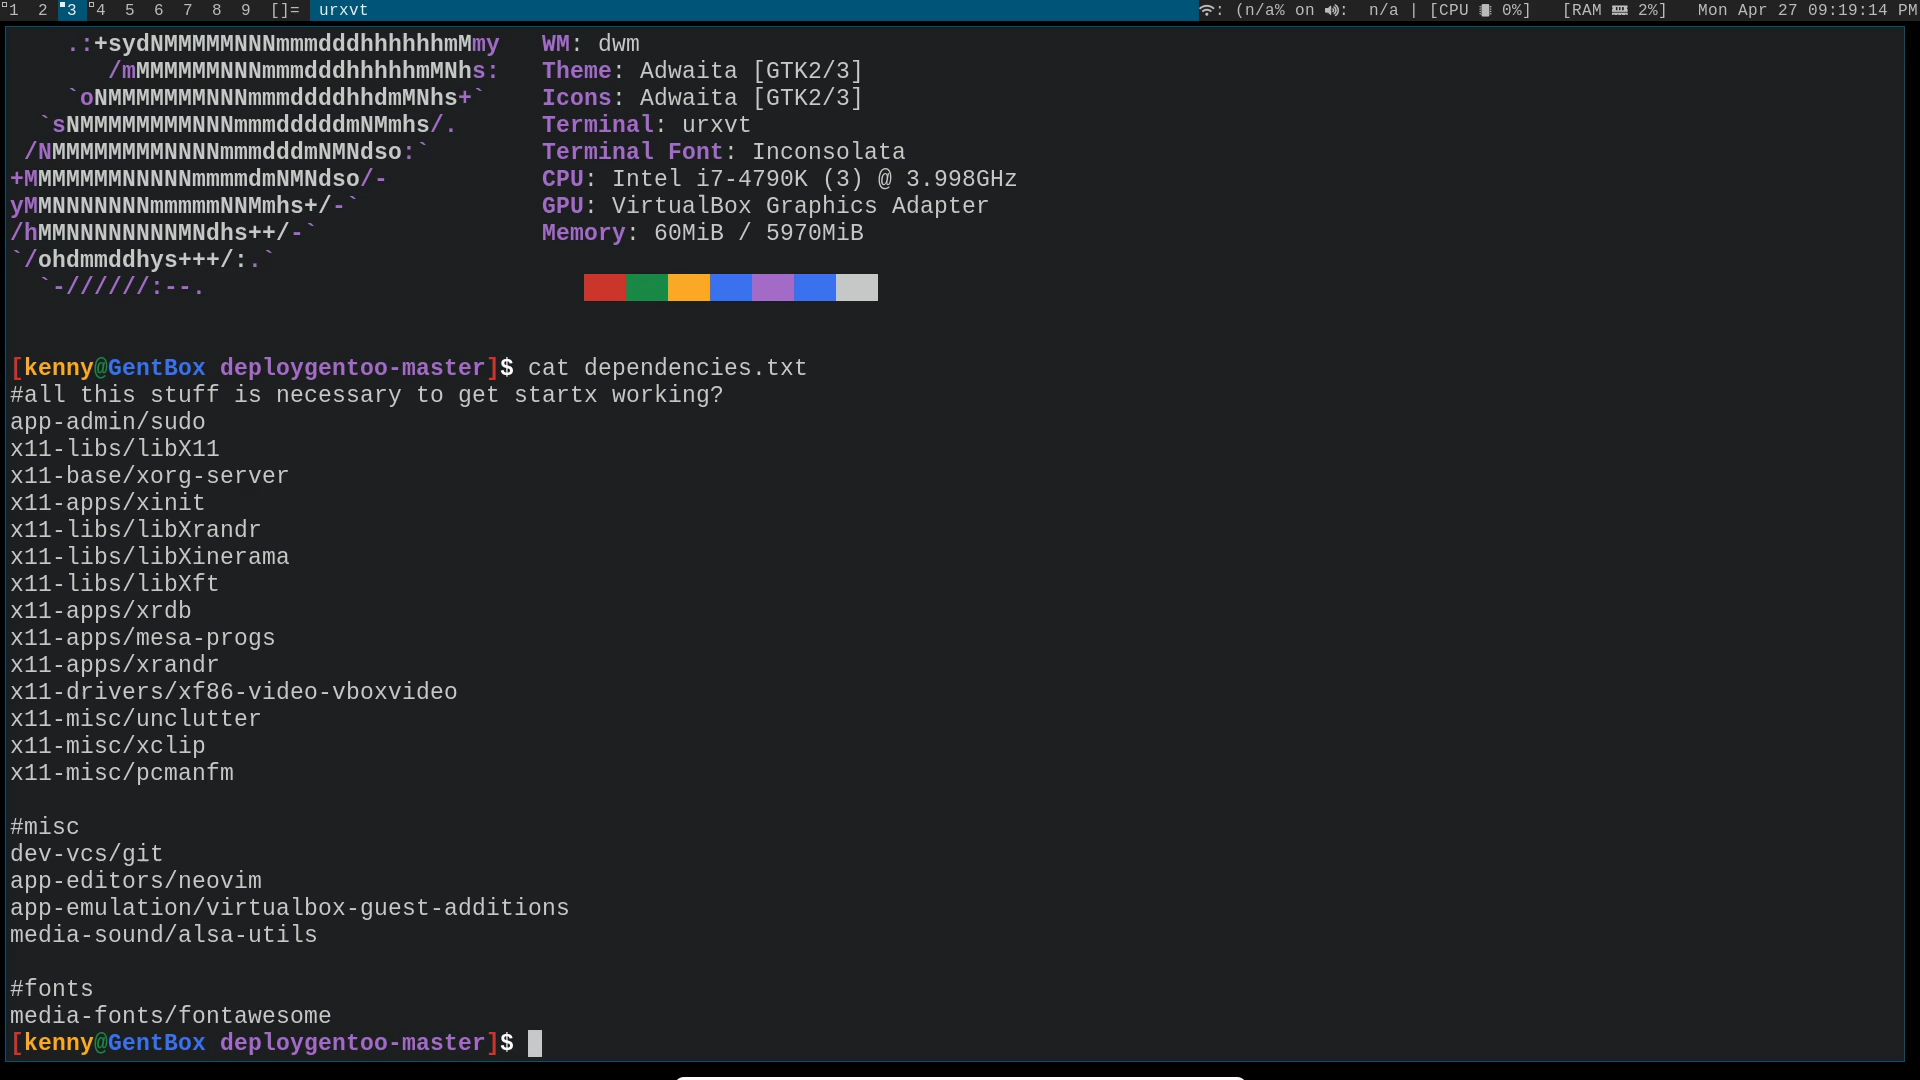 1 2 3 4 5 6 7 8 9 []= urxvt : (n/a% on : n/a | [CPU 0%] [RAM 2%] Mon Apr 27 09:19:14 PM
.:+sydNMMMMMNNNmmmdddhhhhhhmMmy WM: dwm
/mMMMMMMNNNmmmdddhhhhhmMNhs: Theme: Adwaita [GTK2/3]
`oNMMMMMMMNNNmmmddddhhdmMNhs+` Icons: Adwaita [GTK2/3]
`sNMMMMMMMMNNNmmmdddddmNMmhs/. Terminal: urxvt
/NMMMMMMMMNNNNmmmdddmNMNdso:` Terminal Font: Inconsolata
+MMMMMMMNNNNNmmmmdmNMNdso/- CPU: Intel i7-4790K (3) @ 3.998GHz
yMMNNNNNNNmmmmmNNMmhs+/-` GPU: VirtualBox Graphics Adapter
/hMMNNNNNNNNMNdhs++/-` Memory: 60MiB / 5970MiB
`/ohdmmddhys+++/:.`
`-//////:--.
[kenny@GentBox deploygentoo-master]$ cat dependencies.txt
#all this stuff is necessary to get startx working?
app-admin/sudo
x11-libs/libX11
x11-base/xorg-server
x11-apps/xinit
x11-libs/libXrandr
x11-libs/libXinerama
x11-libs/libXft
x11-apps/xrdb
x11-apps/mesa-progs
x11-apps/xrandr
x11-drivers/xf86-video-vboxvideo
x11-misc/unclutter
x11-misc/xclip
x11-misc/pcmanfm
#misc
dev-vcs/git
app-editors/neovim
app-emulation/virtualbox-guest-additions
media-sound/alsa-utils
#fonts
media-fonts/fontawesome
[kenny@GentBox deploygentoo-master]$